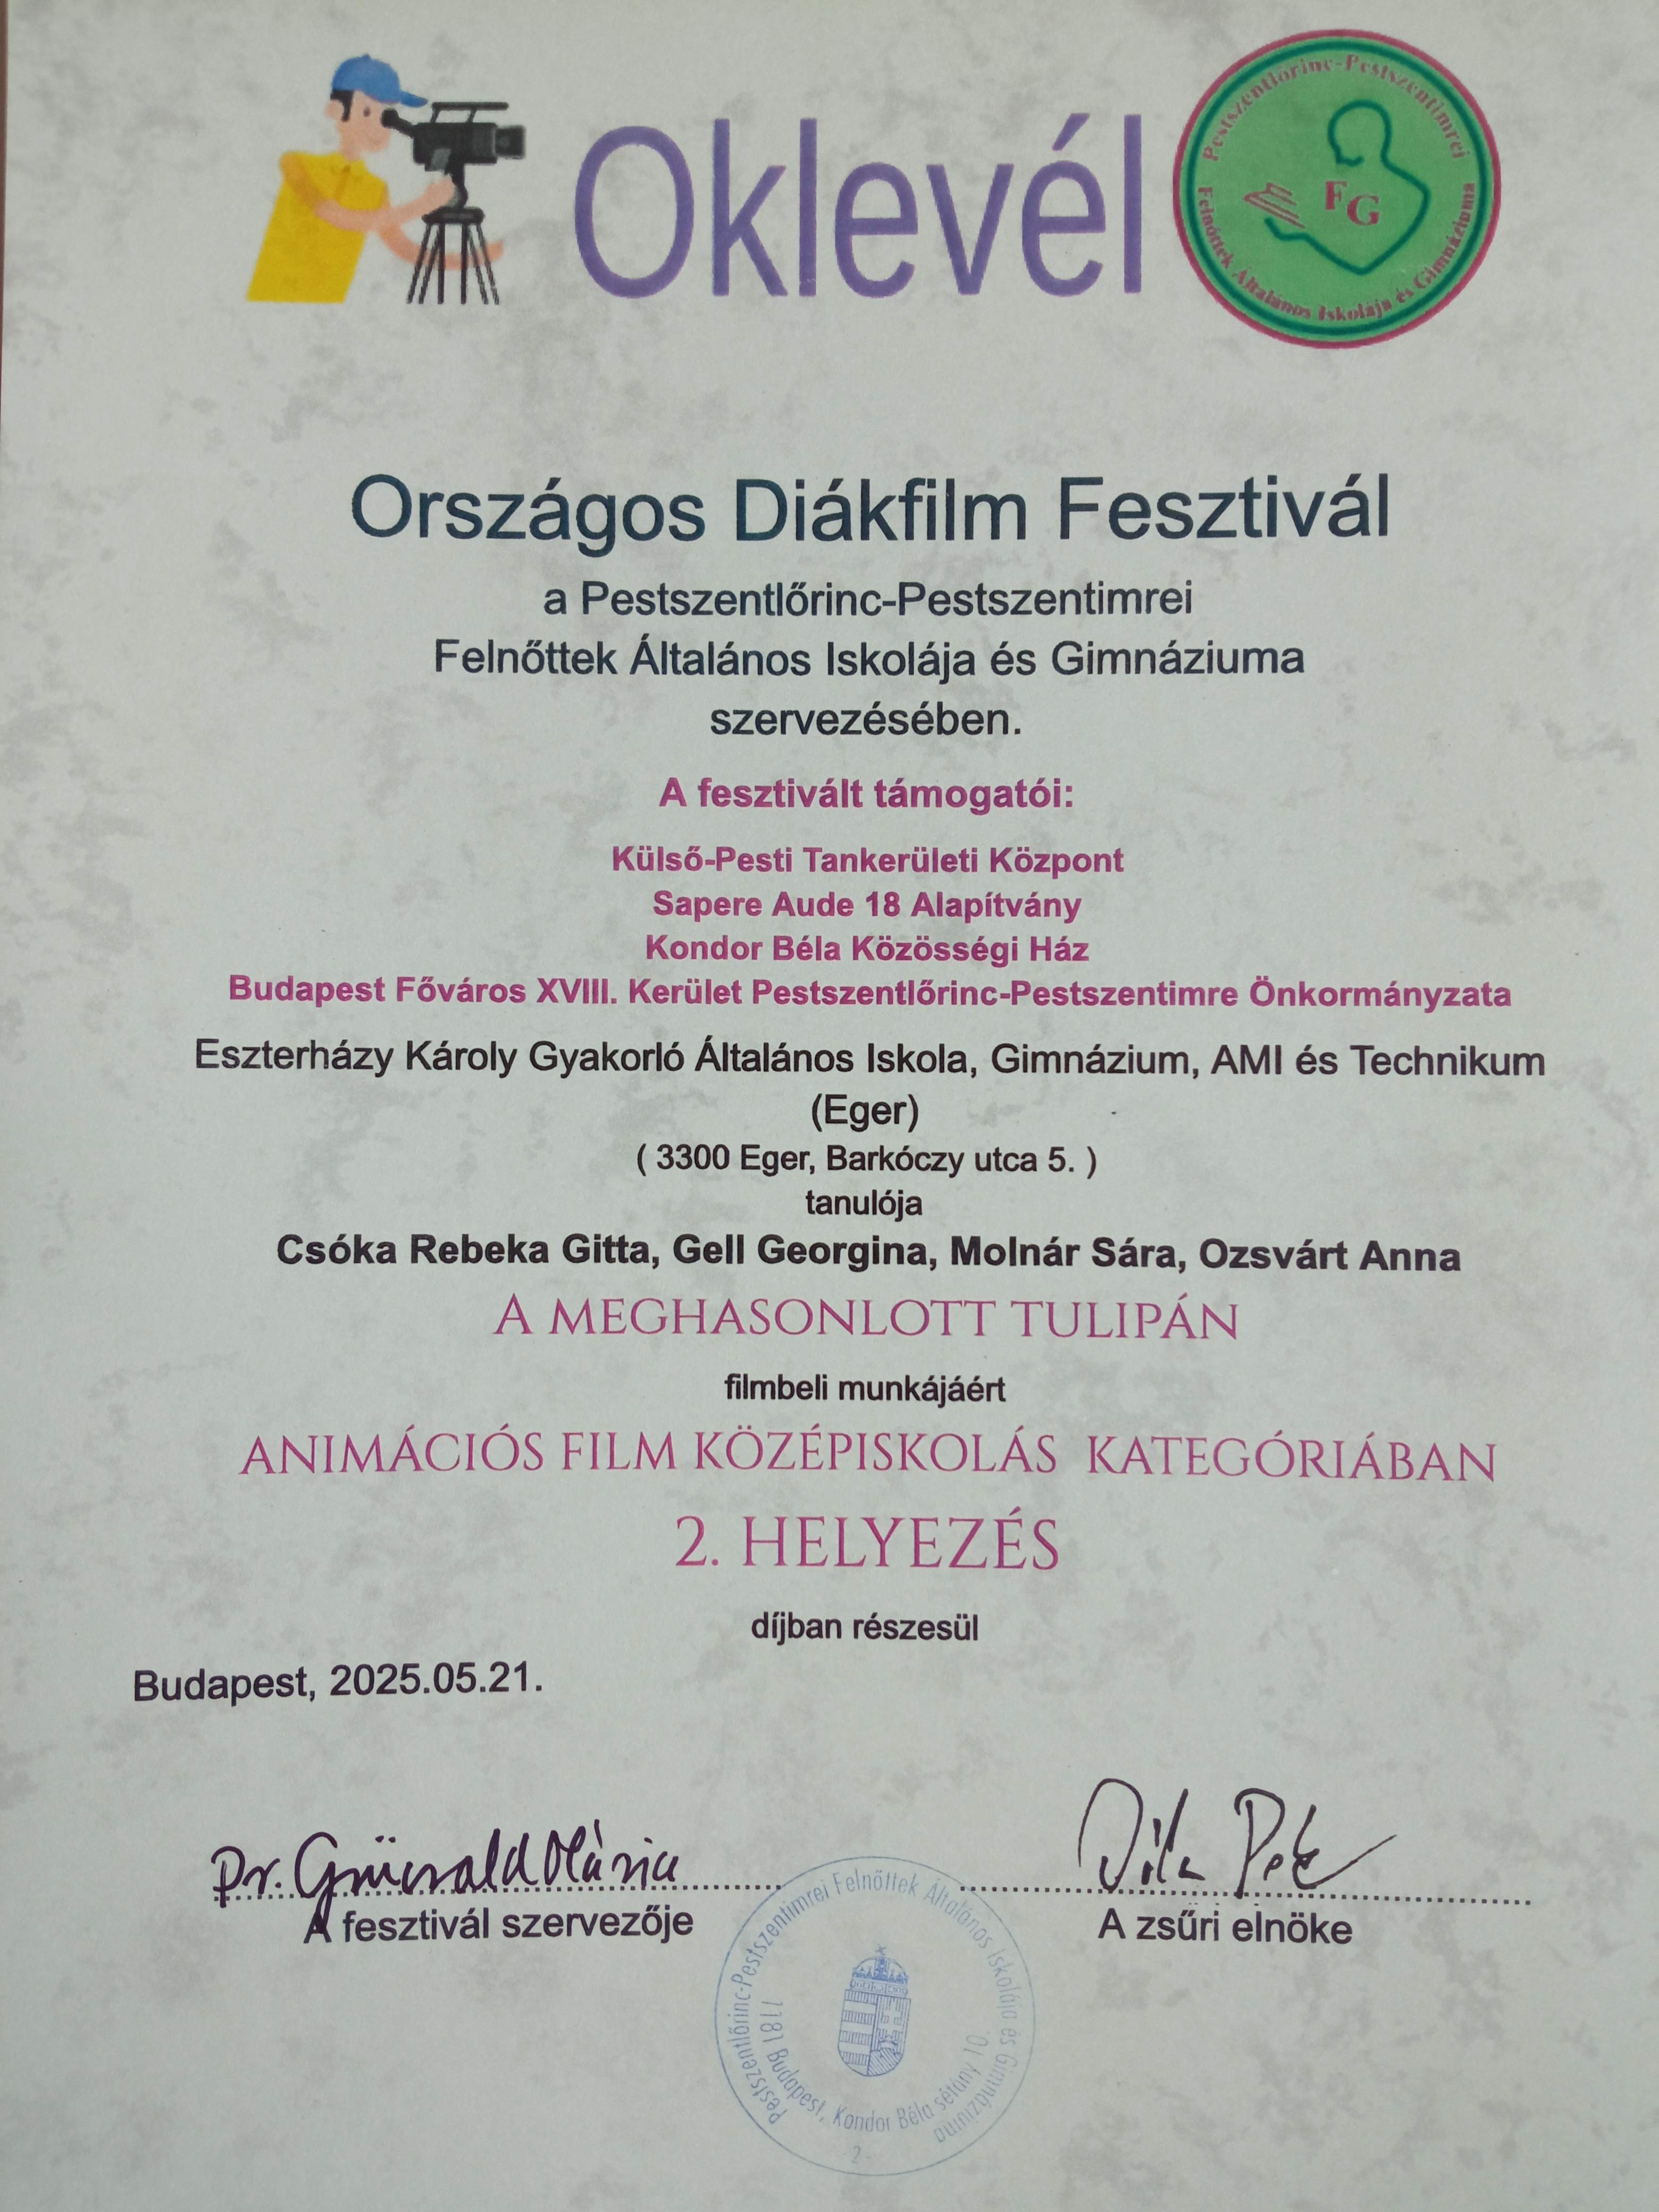 Oklevél
Pestszentlőrinc-Pestszentimrei
Felnőttek Általános Iskolája és Gimnáziuma
FG
Országos Diákfilm Fesztivál
a Pestszentlőrinc-Pestszentimrei
Felnőttek Általános Iskolája és Gimnáziuma
szervezésében.
A fesztivált támogatói:
Külső-Pesti Tankerületi Központ
Sapere Aude 18 Alapítvány
Kondor Béla Közösségi Ház
Budapest Főváros XVIII. Kerület Pestszentlőrinc-Pestszentimre Önkormányzata
Eszterházy Károly Gyakorló Általános Iskola, Gimnázium, AMI és Technikum
(Eger)
( 3300 Eger, Barkóczy utca 5. )
tanulója
Csóka Rebeka Gitta, Gell Georgina, Molnár Sára, Ozsvárt Anna
A MEGHASONLOTT TULIPÁN
filmbeli munkájáért
ANIMÁCIÓS FILM KÖZÉPISKOLÁS KATEGÓRIÁBAN
2. HELYEZÉS
díjban részesül
Budapest, 2025.05.21.
Dr. Grünwald Mária
A fesztivál szervezője
A zsűri elnöke
Pestszentlőrinc-Pestszentimrei Felnőttek Általános Iskolája és Gimnáziuma
1181 Budapest, Kondor Béla sétány 10.
2